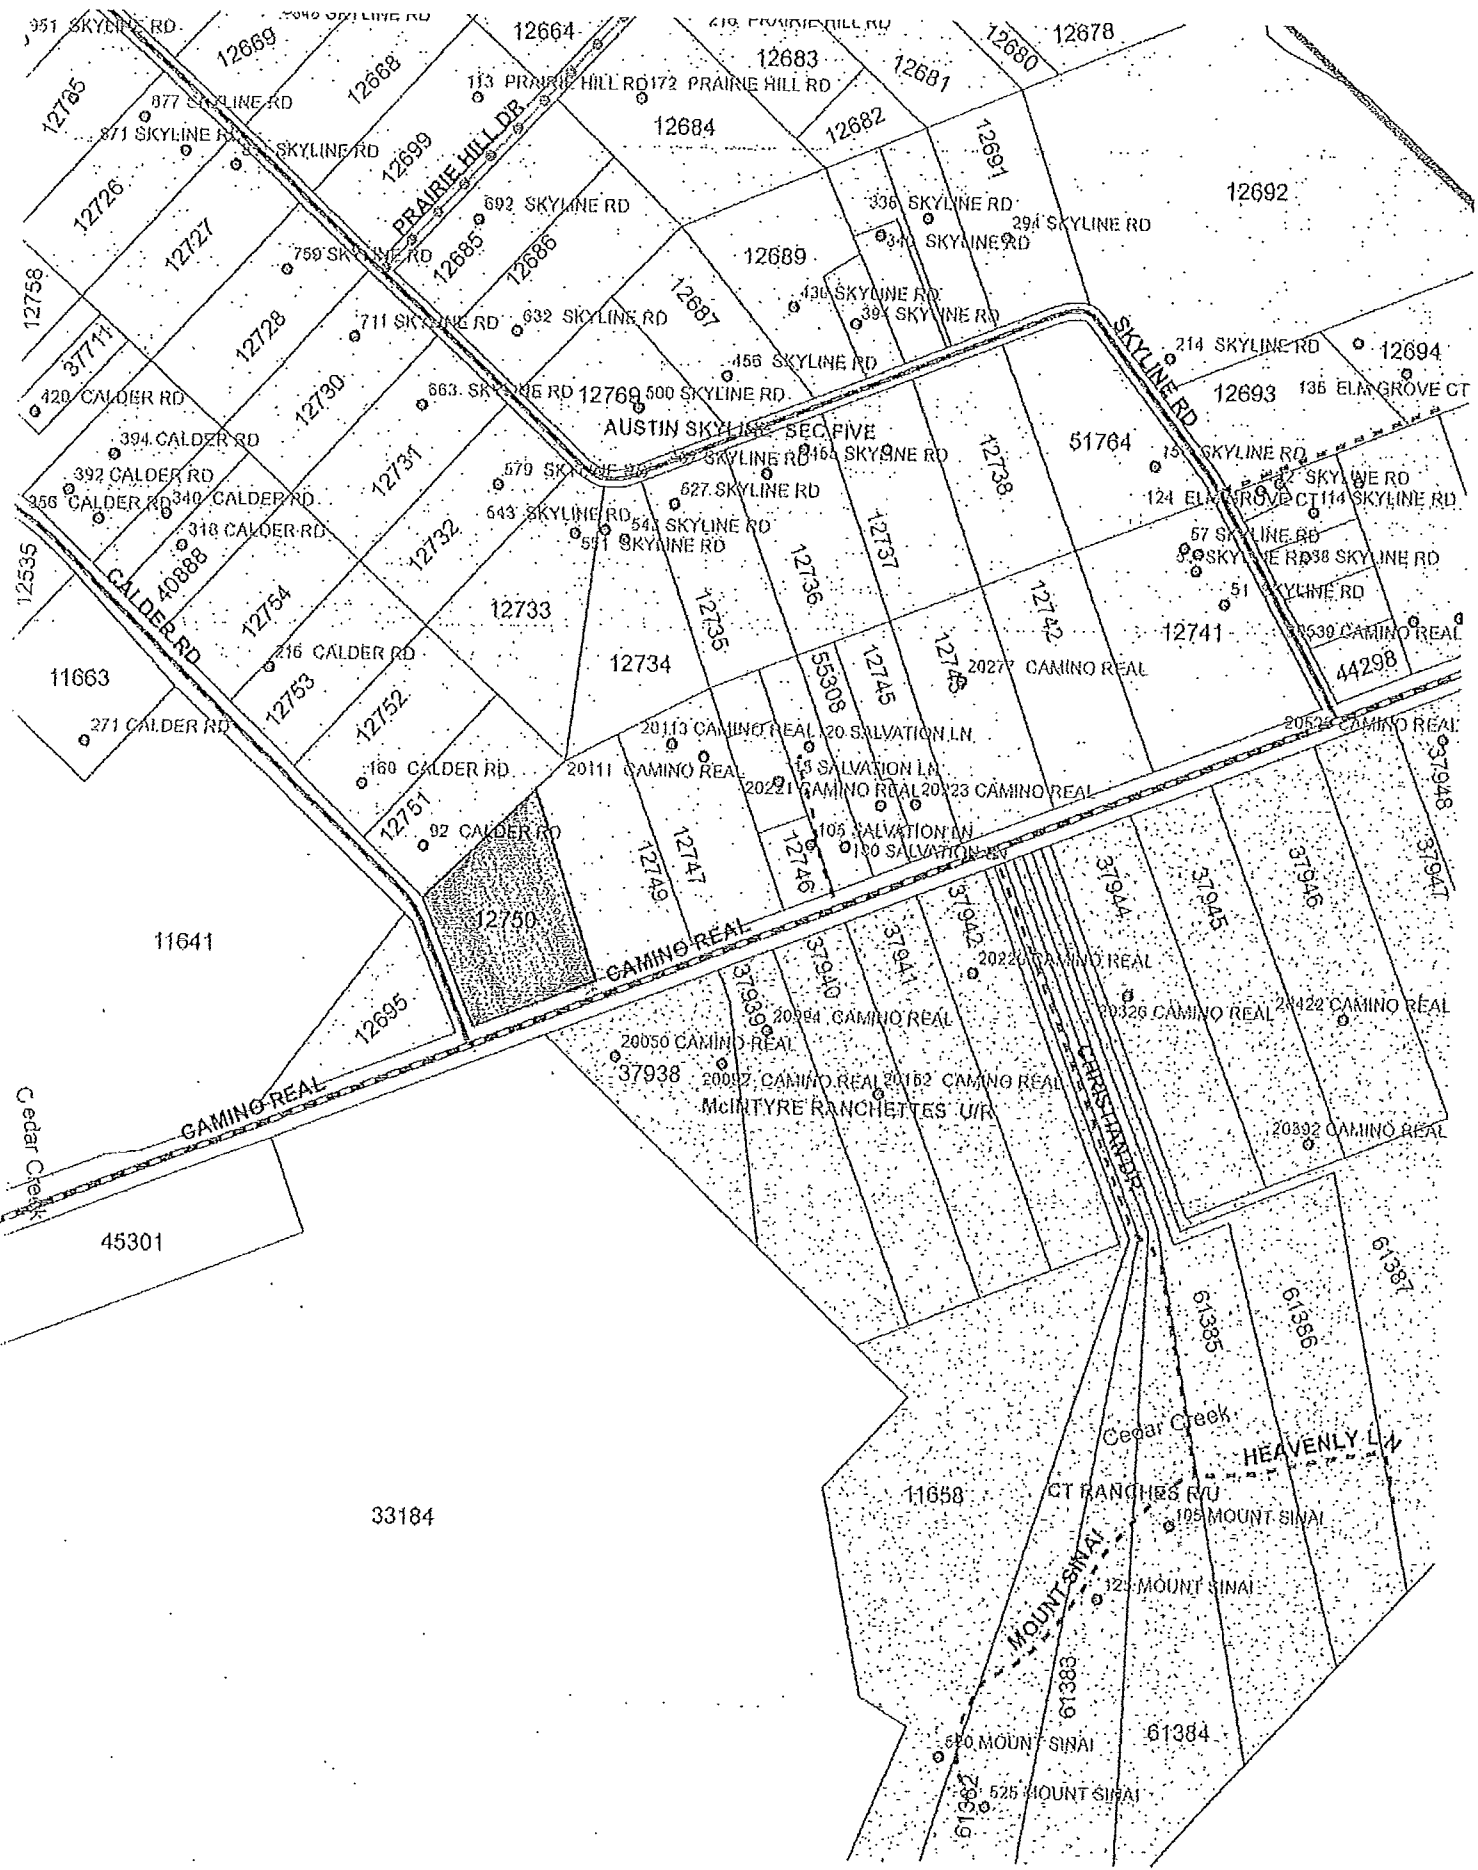 951 SKYLINE RD
12669
12664
12683
12680
12678
12668
12681
12795
113 PRAIRIE HILL RD
172 PRAIRIE HILL RD
877 SKYLINE RD
871 SKYLINE RD
SKYLINE RD
12699
PRAIRIE HILL DR
12684
12682
12691
12692
12726
12727
692 SKYLINE RD
336 SKYLINE RD
294 SKYLINE RD
340 SKYLINE RD
759 SKYLINE RD
12685
12686
12689
12758
37711
12728
711 SKYLINE RD
632 SKYLINE RD
12687
430 SKYLINE RD
394 SKYLINE RD
SKYLINE RD
214 SKYLINE RD
12694
420 CALDER RD
12730
663 SKYLINE RD
12769
500 SKYLINE RD
456 SKYLINE RD
12693
135 ELM GROVE CT
AUSTIN SKYLINE SEC FIVE
394 CALDER RD
392 CALDER RD
356 CALDER RD
340 CALDER RD
318 CALDER RD
12731
579 SKYLINE RD
SKYLINE RD
465 SKYLINE RD
12738
51764
SKYLINE RD
SKYLINE RD
124 ELM GROVE CT
114 SKYLINE RD
527 SKYLINE RD
543 SKYLINE RD
542 SKYLINE RD
551 SKYLINE RD
12535
CALDER RD
40888
12754
12732
12733
12735
12736
12737
57 SKYLINE RD
SKYLINE RD
38 SKYLINE RD
51 SKYLINE RD
12742
12741
20539 CAMINO REAL
44298
11663
216 CALDER RD
12753
12734
55308
12745
12743
20277 CAMINO REAL
271 CALDER RD
12752
20113 CAMINO REAL
120 SALVATION LN
20523 CAMINO REAL
160 CALDER RD
20111 CAMINO REAL
SALVATION LN
20221 CAMINO REAL
20223 CAMINO REAL
37948
12751
92 CALDER RD
12749
12747
12746
105 SALVATION LN
120 SALVATION LN
37944
37945
37946
37947
11641
12750
CAMINO REAL
37939
37940
37941
37942
20226 CAMINO REAL
20326 CAMINO REAL
20422 CAMINO REAL
12695
20094 CAMINO REAL
20050 CAMINO REAL
37938
20092 CAMINO REAL
20162 CAMINO REAL
McINTYRE RANCHETTES U/R
CHRISTIAN DR
20392 CAMINO REAL
CAMINO REAL
Cedar Creek
45301
61385
61386
61387
Cedar Creek
HEAVENLY LN
33184
11658
CT RANCHES R/U
105 MOUNT SINAI
MOUNT SINAI
123 MOUNT SINAI
61383
61384
MOUNT SINAI
61382
525 MOUNT SINAI